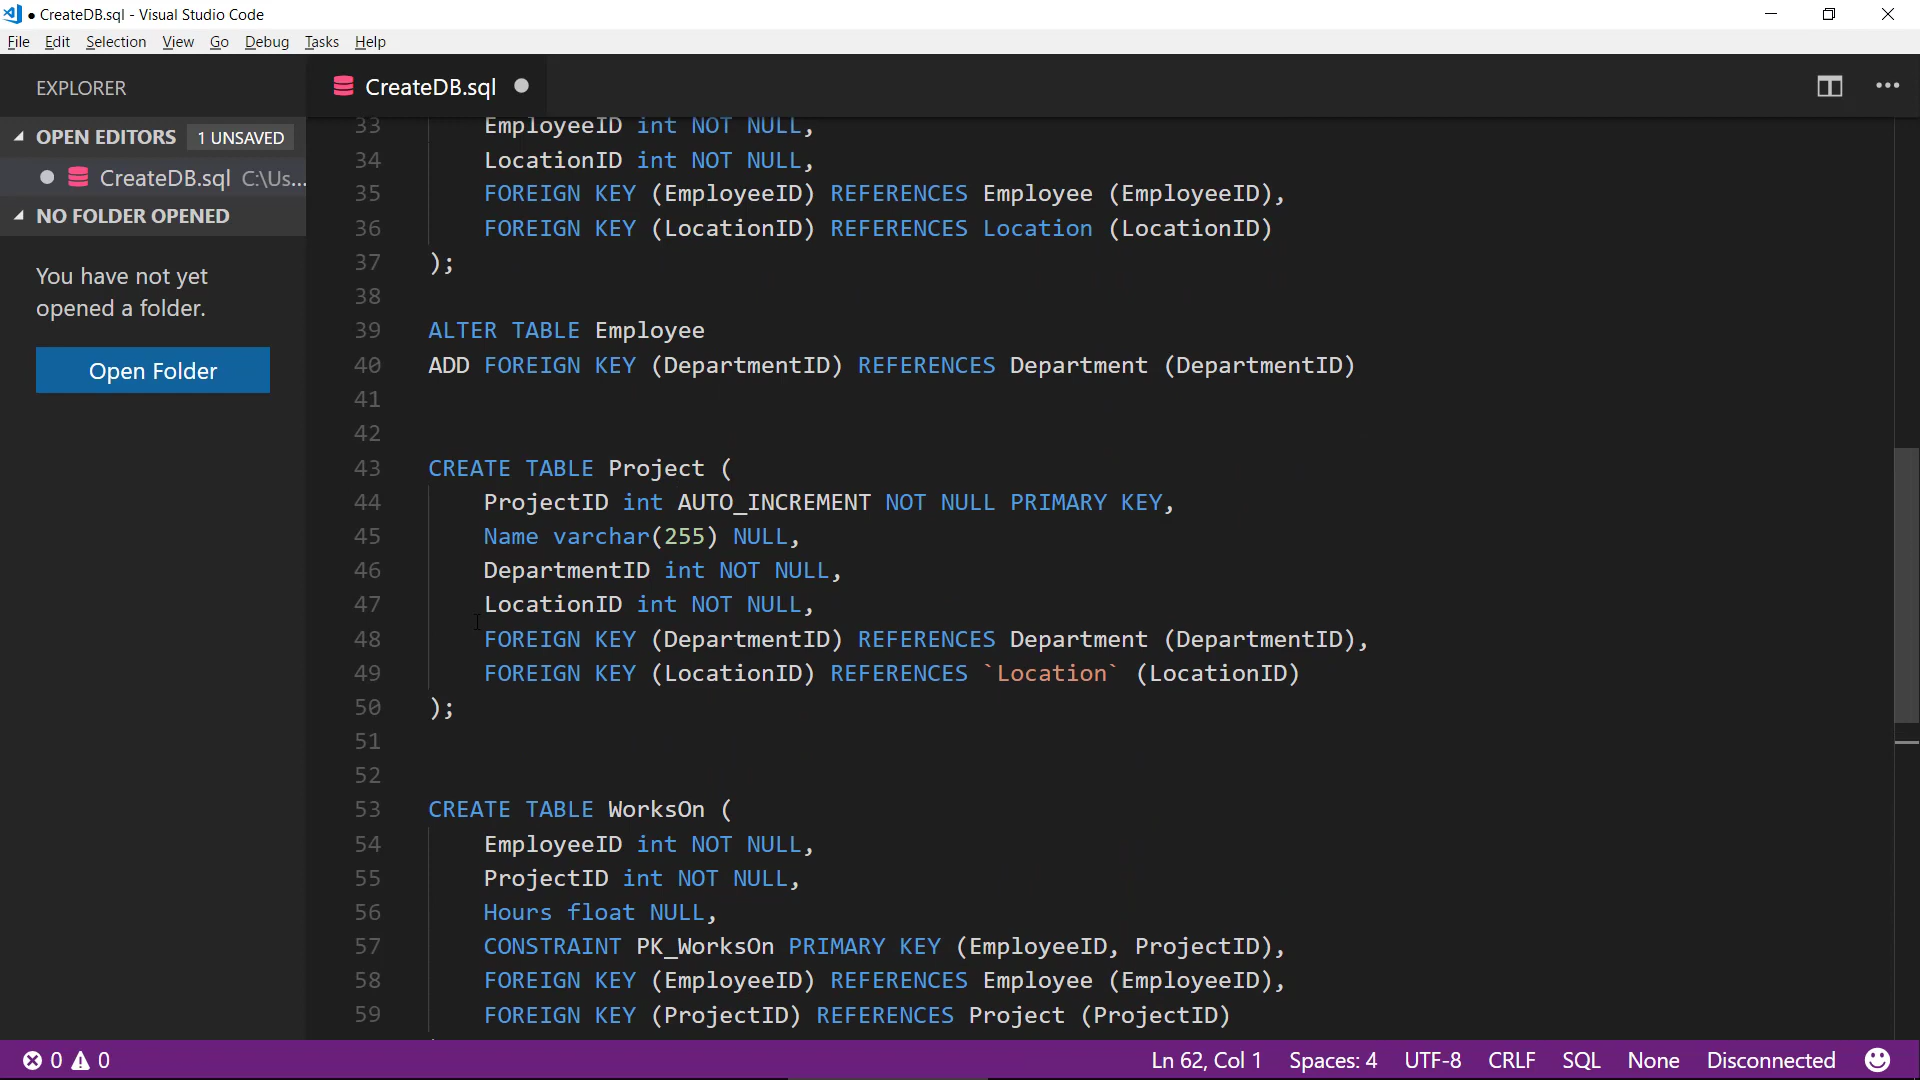 ● CreateDB.sql - Visual Studio Code
File Edit Selection View Go Debug Tasks Help
EXPLORER
OPEN EDITORS 1 UNSAVED
CreateDB.sql C:\Us...
NO FOLDER OPENED
You have not yet
opened a folder.
Open Folder
CreateDB.sql
33 EmployeeID int NOT NULL,
34 LocationID int NOT NULL,
35 FOREIGN KEY (EmployeeID) REFERENCES Employee (EmployeeID),
36 FOREIGN KEY (LocationID) REFERENCES Location (LocationID)
37 );
38
39 ALTER TABLE Employee
40 ADD FOREIGN KEY (DepartmentID) REFERENCES Department (DepartmentID)
41
42
43 CREATE TABLE Project (
44 ProjectID int AUTO_INCREMENT NOT NULL PRIMARY KEY,
45 Name varchar(255) NULL,
46 DepartmentID int NOT NULL,
47 LocationID int NOT NULL,
48 FOREIGN KEY (DepartmentID) REFERENCES Department (DepartmentID),
49 FOREIGN KEY (LocationID) REFERENCES `Location` (LocationID)
50 );
51
52
53 CREATE TABLE WorksOn (
54 EmployeeID int NOT NULL,
55 ProjectID int NOT NULL,
56 Hours float NULL,
57 CONSTRAINT PK_WorksOn PRIMARY KEY (EmployeeID, ProjectID),
58 FOREIGN KEY (EmployeeID) REFERENCES Employee (EmployeeID),
59 FOREIGN KEY (ProjectID) REFERENCES Project (ProjectID)
0 0 Ln 62, Col 1 Spaces: 4 UTF-8 CRLF SQL None Disconnected